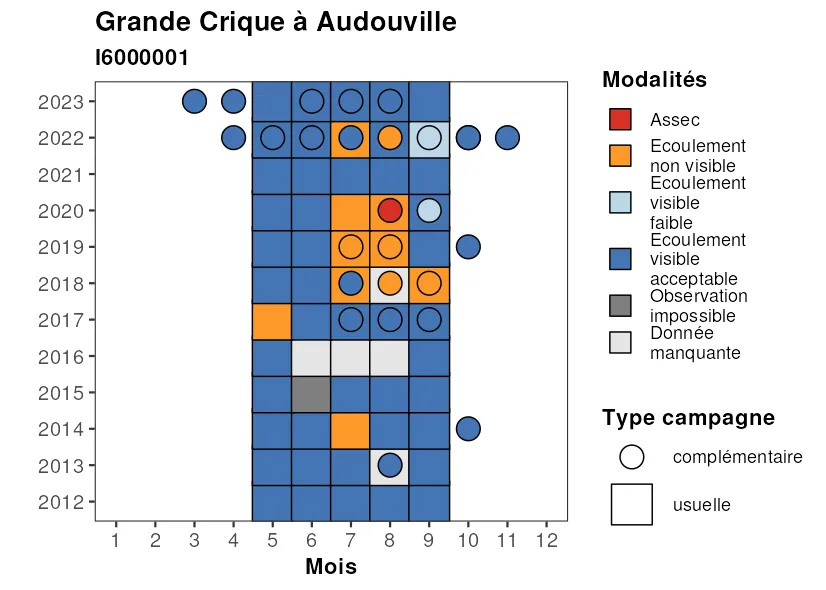 Grande Crique à Audouville
I6000001
2023
2022
2021
2020
2019
2018
2017
2016
2015
2014
2013
2012
1 2 3 4 5 6 7 8 9 10 11 12
Mois
Modalités
Assec
Ecoulement
non visible
Ecoulement
visible
faible
Ecoulement
visible
acceptable
Observation
impossible
Donnée
manquante
Type campagne
complémentaire
usuelle